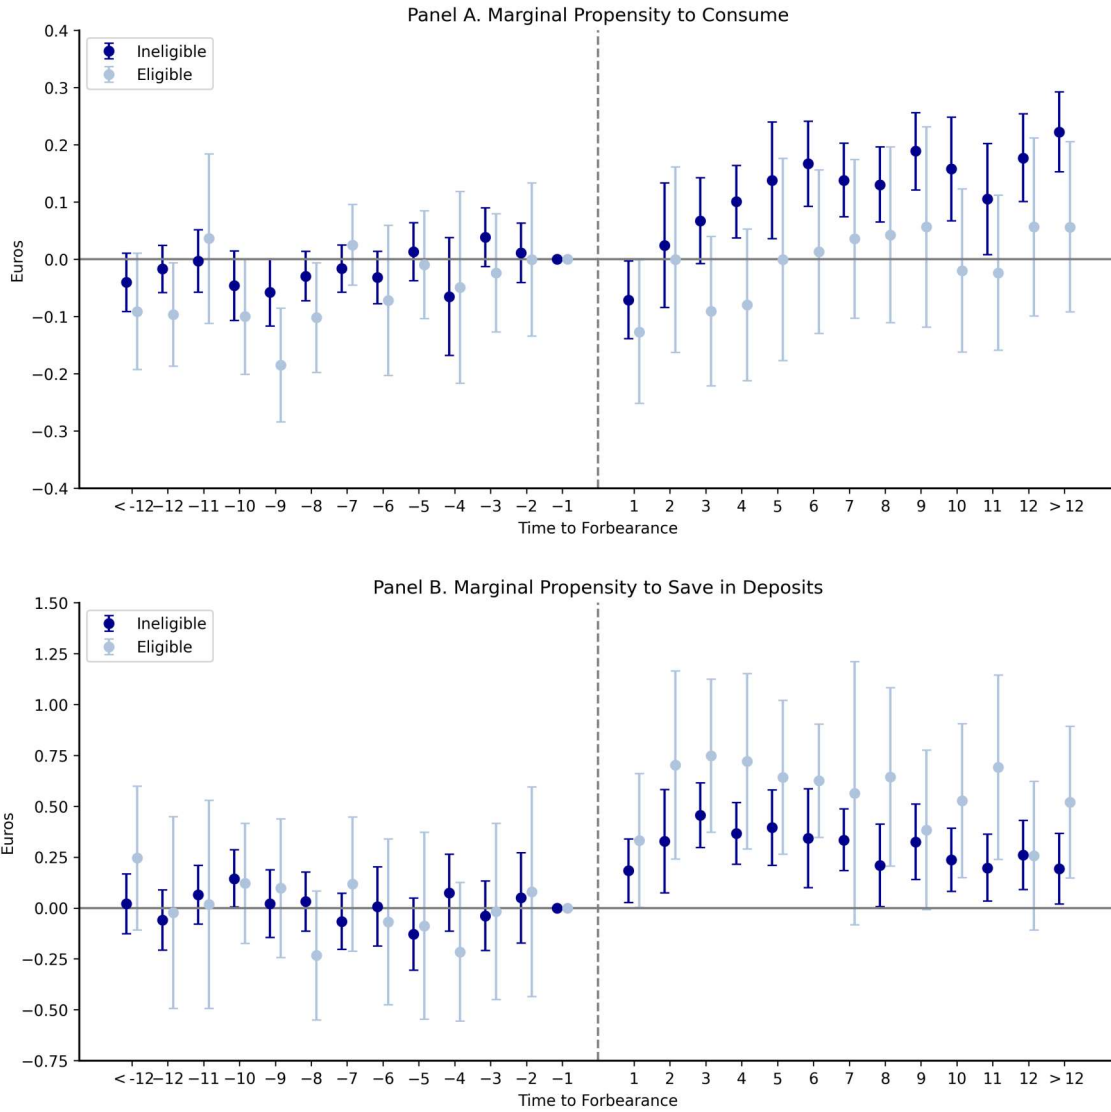 Panel A. Marginal Propensity to Consume
0.4
0.3
0.2
0.1
0.0
−0.1
−0.2
−0.3
−0.4
Euros
Ineligible
Eligible
< -12 −12 −11 −10 −9 −8 −7 −6 −5 −4 −3 −2 −1 1 2 3 4 5 6 7 8 9 10 11 12 > 12
Time to Forbearance
Panel B. Marginal Propensity to Save in Deposits
1.50
1.25
1.00
0.75
0.50
0.25
0.00
−0.25
−0.50
−0.75
Euros
Ineligible
Eligible
< -12 −12 −11 −10 −9 −8 −7 −6 −5 −4 −3 −2 −1 1 2 3 4 5 6 7 8 9 10 11 12 > 12
Time to Forbearance